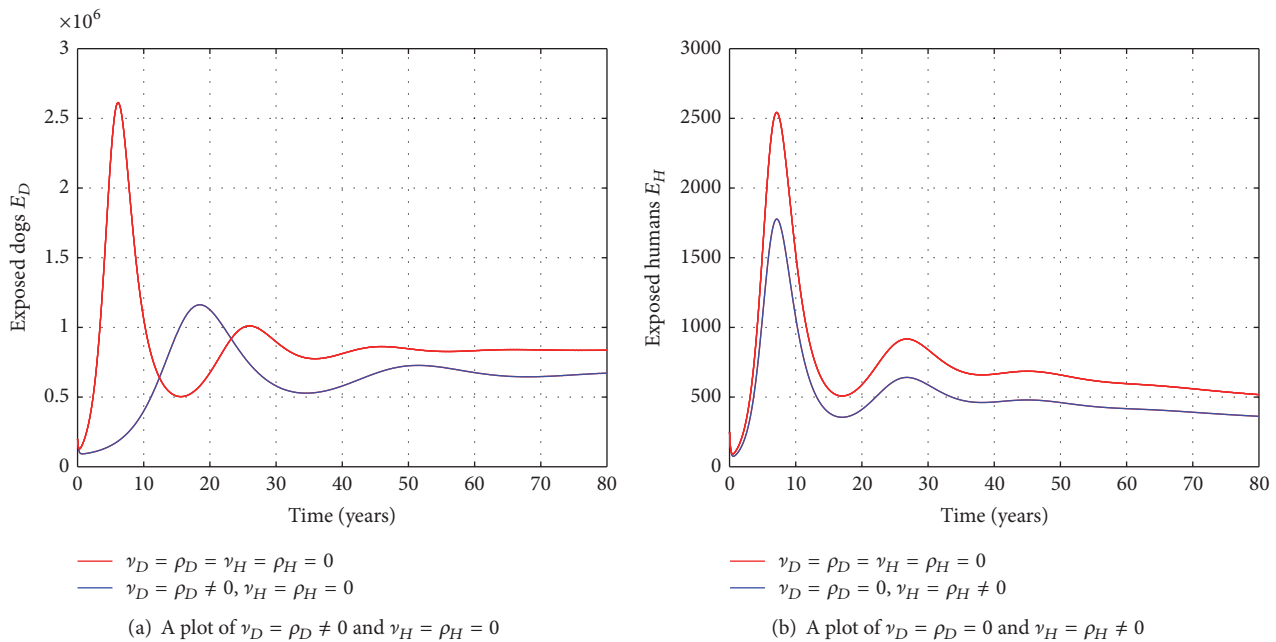 ×10⁶
3
2.5
2
1.5
1
0.5
0
0 10 20 30 40 50 60 70 80
Exposed dogs E_D
Time (years)
ν_D = ρ_D = ν_H = ρ_H = 0
ν_D = ρ_D ≠ 0, ν_H = ρ_H = 0
(a) A plot of ν_D = ρ_D ≠ 0 and ν_H = ρ_H = 0
3000
2500
2000
1500
1000
500
0
0 10 20 30 40 50 60 70 80
Exposed humans E_H
Time (years)
ν_D = ρ_D = ν_H = ρ_H = 0
ν_D = ρ_D = 0, ν_H = ρ_H ≠ 0
(b) A plot of ν_D = ρ_D = 0 and ν_H = ρ_H ≠ 0